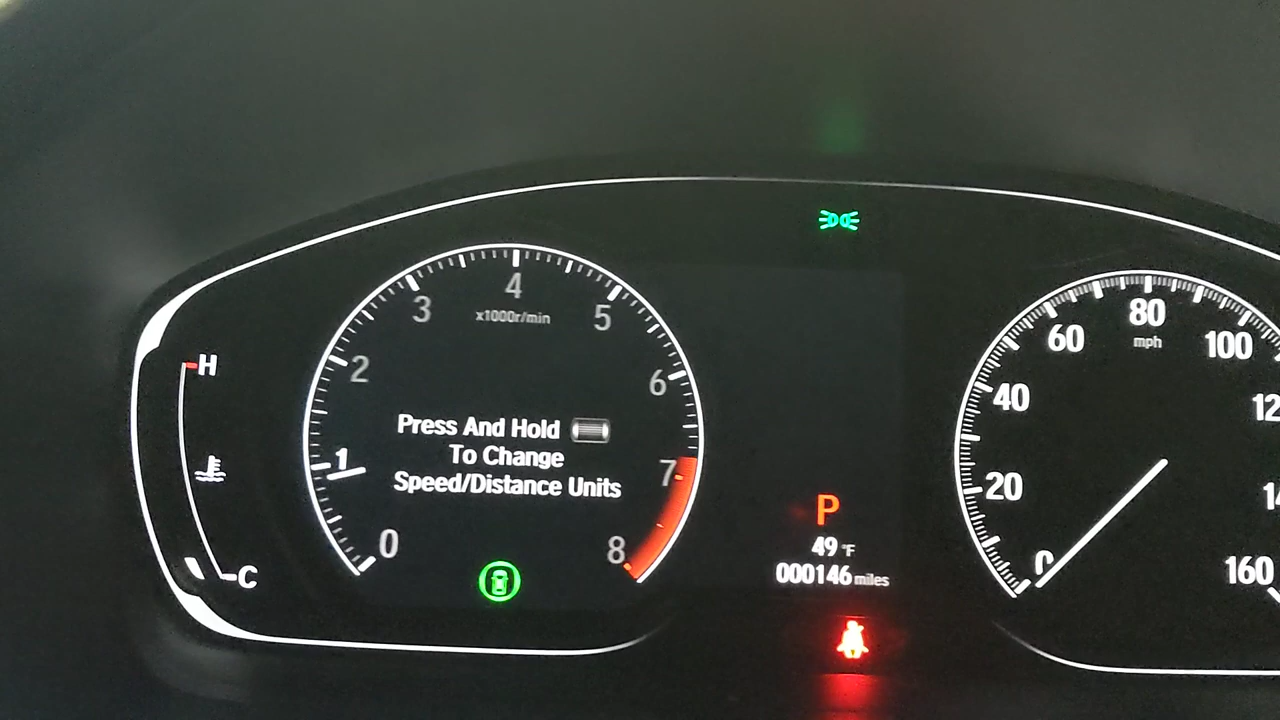 H
C
0
1
2
3
4
5
6
7
8
x1000r/min
Press And Hold
To Change
Speed/Distance Units
P
49 °F
000146 miles
0
20
40
60
80
100
160
mph